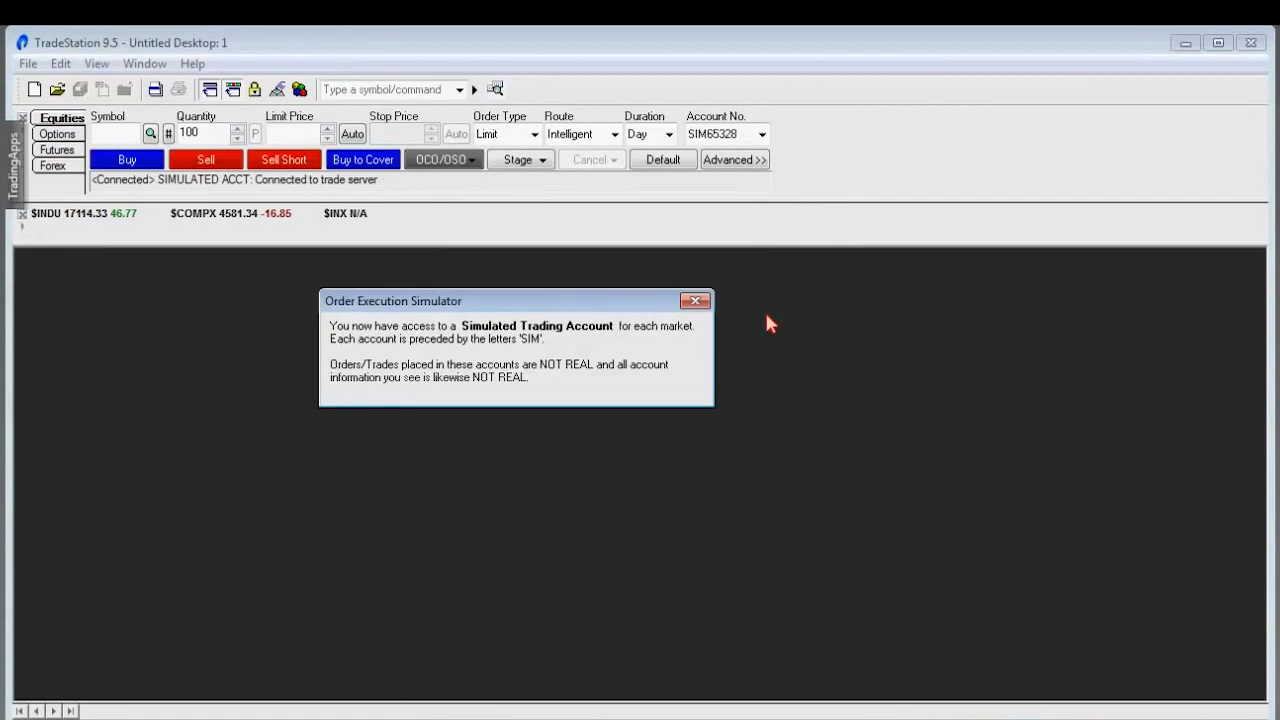 TradeStation 9.5 - Untitled Desktop: 1
File Edit View Window Help
Type a symbol/command
Equities Symbol Quantity Limit Price Stop Price Order Type Route Duration Account No.
Options # 100 P Auto Auto Limit Intelligent Day SIM65328
Futures
Forex Buy Sell Sell Short Buy to Cover OCO/OSO Stage Cancel Default Advanced >>
TradingApps
<Connected> SIMULATED ACCT: Connected to trade server
$INDU 17114.33 46.77 $COMPX 4581.34 -16.85 $INX N/A
Order Execution Simulator
You now have access to a Simulated Trading Account for each market.
Each account is preceded by the letters 'SIM'.
Orders/Trades placed in these accounts are NOT REAL and all account
information you see is likewise NOT REAL.